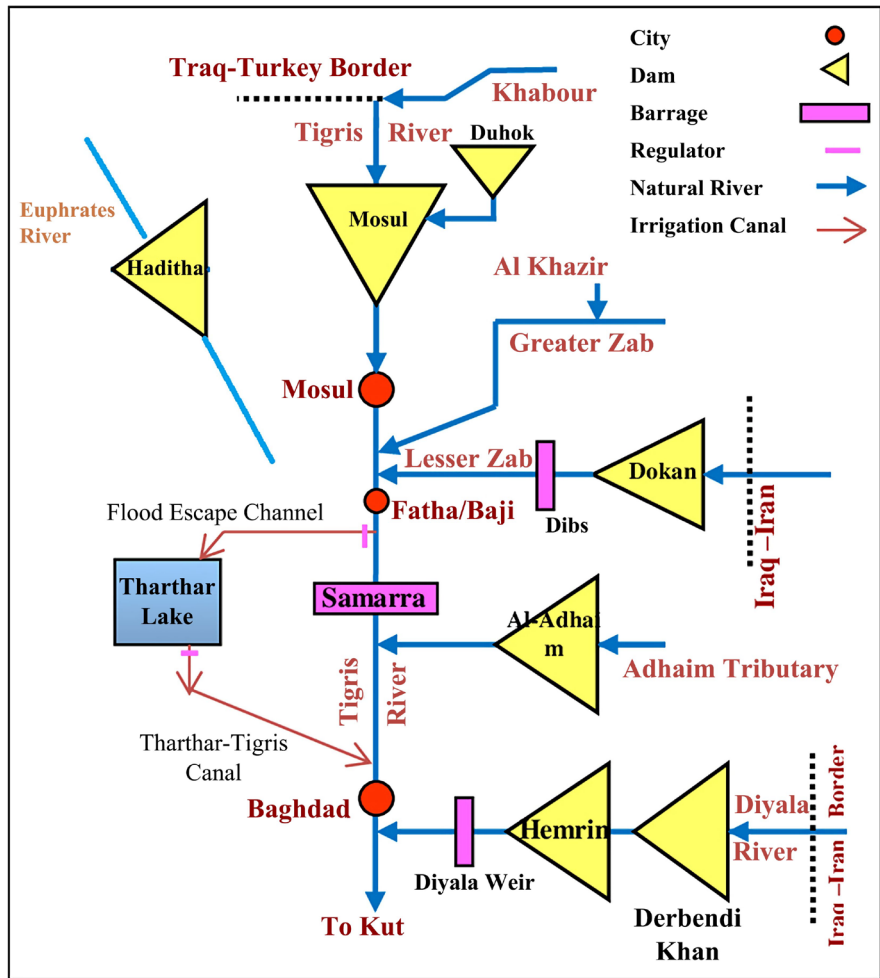 City
Traq-Turkey Border
Dam
Khabour
Barrage
Tigris River
Duhok
Regulator
Natural River
Irrigation Canal
Euphrates
River
Mosul
Haditha
Al Khazir
Greater Zab
Mosul
Lesser Zab
Dokan
Fatha/Baji
Dibs
Iraq –Iran
Flood Escape Channel
Tharthar
Lake
Samarra
Al-Adhai
m
Adhaim Tributary
Tigris
River
Tharthar-Tigris
Canal
Baghdad
Diyala
River
Hemrin
Iraq –Iran Border
Diyala Weir
Derbendi
Khan
To Kut